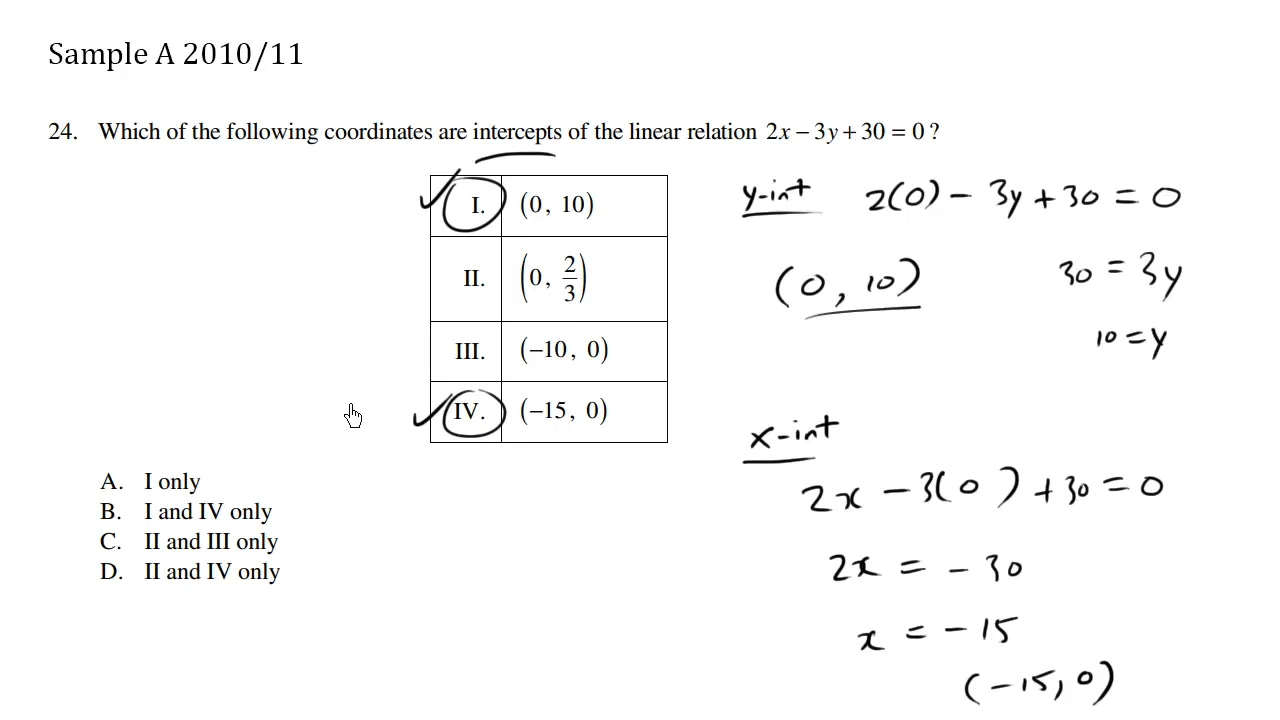 Sample A 2010/11
24. Which of the following coordinates are intercepts of the linear relation 2x − 3y + 30 = 0 ?
I. (0, 10)
II. (0, 2/3)
III. (−10, 0)
IV. (−15, 0)
A. I only
B. I and IV only
C. II and III only
D. II and IV only
y-int 2(0) − 3y + 30 = 0
(0, 10) 30 = 3y
10 = y
x-int
2x − 3(0) + 30 = 0
2x = −30
x = −15
(−15, 0)